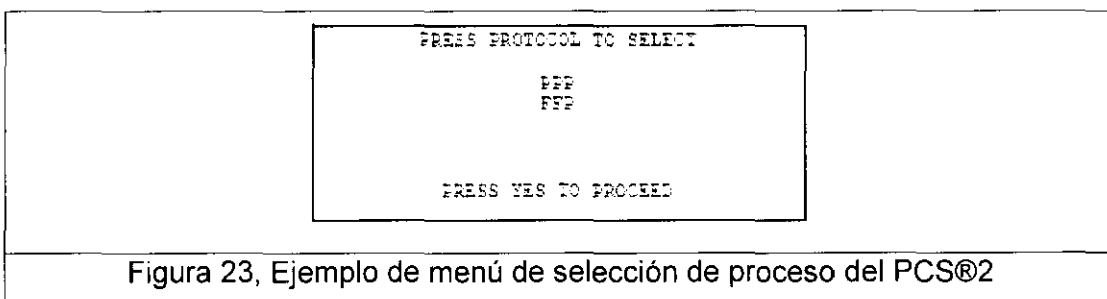 PRESS PROTOCOL TO SELECT
PPP
FFP
PRESS YES TO PROCEED
Figura 23, Ejemplo de menú de selección de proceso del PCS®2